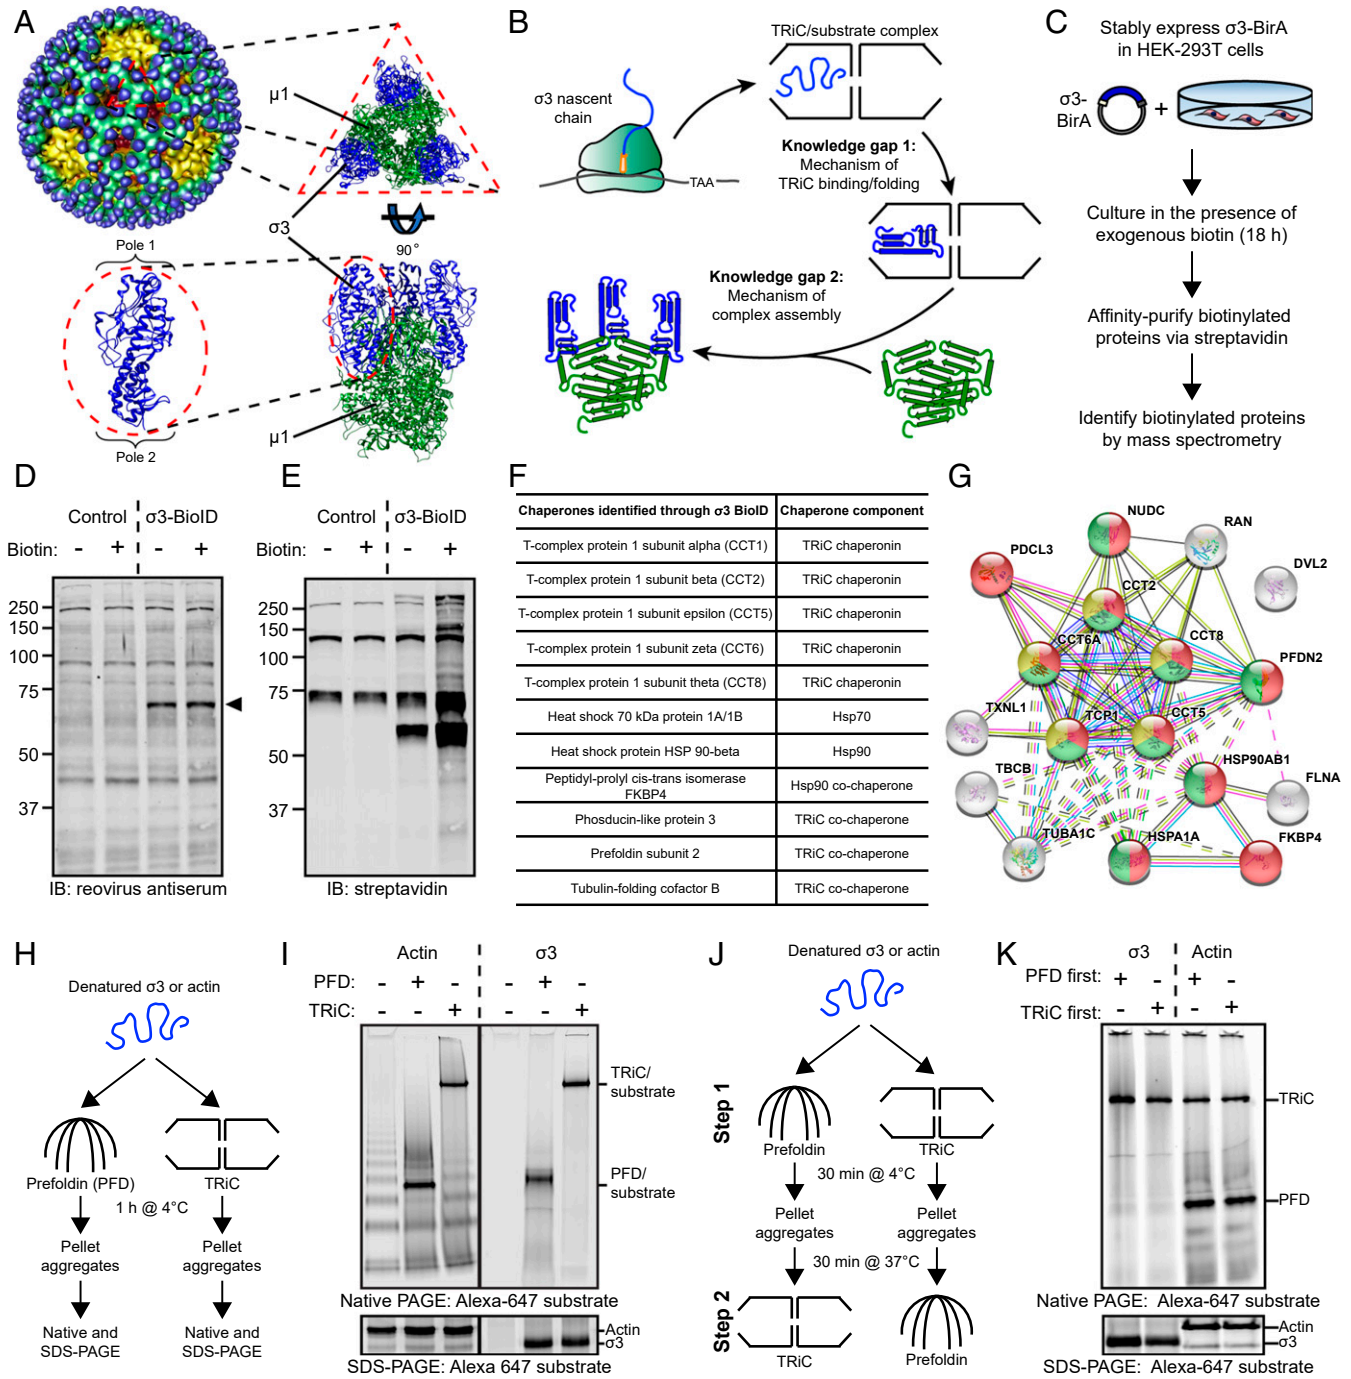 A
μ1
σ3
90°
Pole 1
Pole 2
μ1
B
TRiC/substrate complex
σ3 nascent
chain
TAA
Knowledge gap 1:
Mechanism of
TRiC binding/folding
Knowledge gap 2:
Mechanism of
complex assembly
C
Stably express σ3-BirA
in HEK-293T cells
σ3-
BirA
+
Culture in the presence of
exogenous biotin (18 h)
Affinity-purify biotinylated
proteins via streptavidin
Identify biotinylated proteins
by mass spectrometry
D
Control σ3-BioID
Biotin: - + - +
250
150
100
75
50
37
IB: reovirus antiserum
E
Control σ3-BioID
Biotin: - + - +
250
150
100
75
50
37
IB: streptavidin
F
Chaperones identified through σ3 BioID Chaperone component
T-complex protein 1 subunit alpha (CCT1) TRiC chaperonin
T-complex protein 1 subunit beta (CCT2) TRiC chaperonin
T-complex protein 1 subunit epsilon (CCT5) TRiC chaperonin
T-complex protein 1 subunit zeta (CCT6) TRiC chaperonin
T-complex protein 1 subunit theta (CCT8) TRiC chaperonin
Heat shock 70 kDa protein 1A/1B Hsp70
Heat shock protein HSP 90-beta Hsp90
Peptidyl-prolyl cis-trans isomerase
FKBP4 Hsp90 co-chaperone
Phosducin-like protein 3 TRiC co-chaperone
Prefoldin subunit 2 TRiC co-chaperone
Tubulin-folding cofactor B TRiC co-chaperone
G
NUDC
RAN
PDCL3
DVL2
CCT2
CCT6A
CCT8
PFDN2
TXNL1
TCP1
CCT5
TBCB
HSP90AB1
FLNA
TUBA1C
HSPA1A
FKBP4
H
Denatured σ3 or actin
Prefoldin (PFD) TRiC
1 h @ 4°C
Pellet Pellet
aggregates aggregates
Native and Native and
SDS-PAGE SDS-PAGE
I
Actin σ3
PFD: - + - - + -
TRiC: - - + - - +
TRiC/
substrate
PFD/
substrate
Native PAGE: Alexa-647 substrate
Actin
σ3
SDS-PAGE: Alexa 647 substrate
J
Denatured σ3 or actin
Step 1
Prefoldin TRiC
30 min @ 4°C
Pellet Pellet
aggregates aggregates
30 min @ 37°C
Step 2
TRiC Prefoldin
K
σ3 Actin
PFD first: + - + -
TRiC first: - + - +
TRiC
PFD
Native PAGE: Alexa-647 substrate
Actin
σ3
SDS-PAGE: Alexa-647 substrate